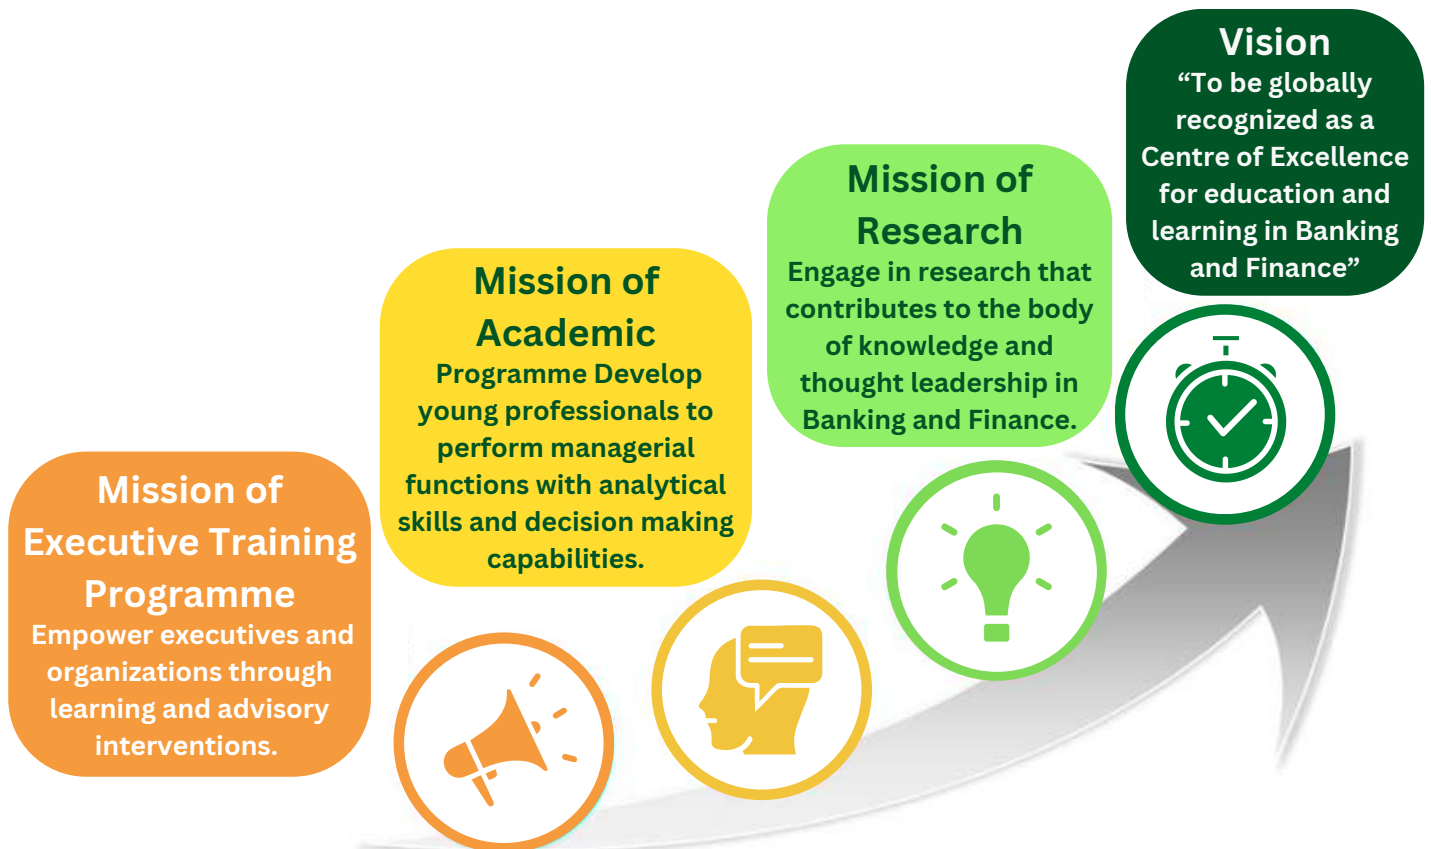 Mission of
Executive Training
Programme
Empower executives and
organizations through
learning and advisory
interventions.
Mission of
Academic
Programme Develop
young professionals to
perform managerial
functions with analytical
skills and decision making
capabilities.
Mission of
Research
Engage in research that
contributes to the body
of knowledge and
thought leadership in
Banking and Finance.
Vision
“To be globally
recognized as a
Centre of Excellence
for education and
learning in Banking
and Finance”